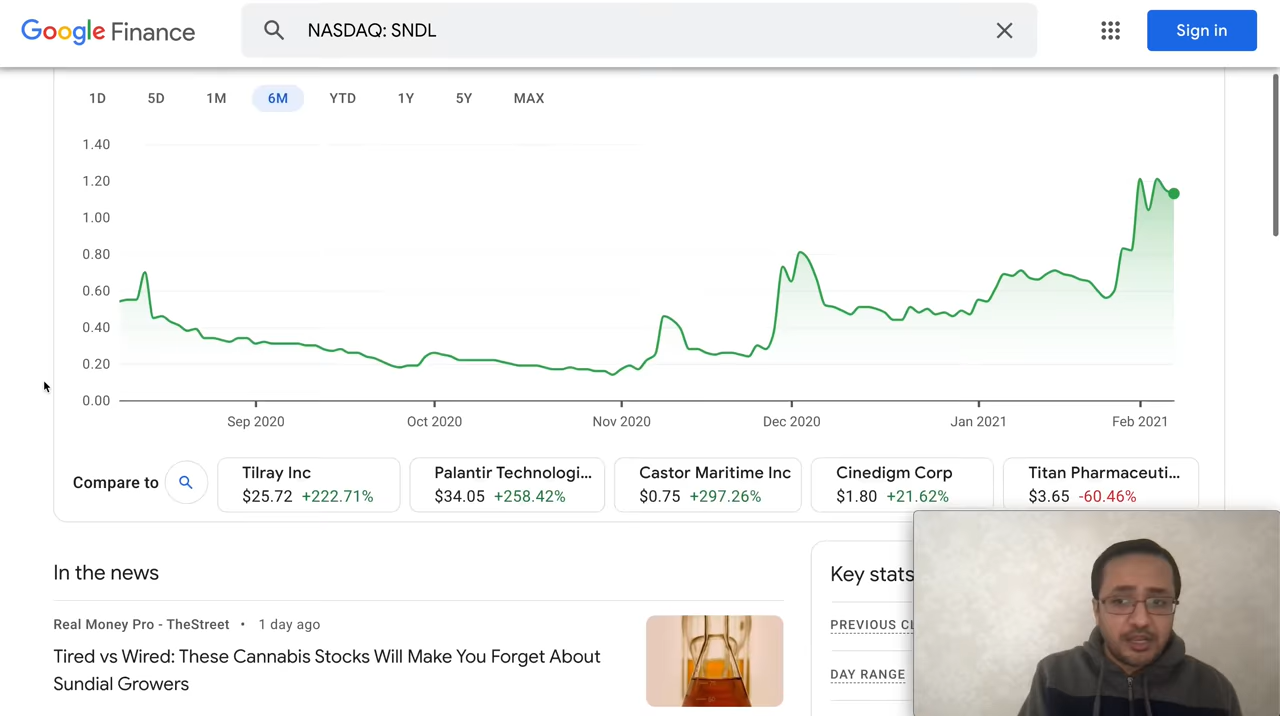 Google Finance
NASDAQ: SNDL
Sign in
1D 5D 1M 6M YTD 1Y 5Y MAX
1.40
1.20
1.00
0.80
0.60
0.40
0.20
0.00
Sep 2020 Oct 2020 Nov 2020 Dec 2020 Jan 2021 Feb 2021
Compare to
Tilray Inc
$25.72 +222.71%
Palantir Technologi...
$34.05 +258.42%
Castor Maritime Inc
$0.75 +297.26%
Cinedigm Corp
$1.80 +21.62%
Titan Pharmaceuti...
$3.65 -60.46%
In the news
Real Money Pro - TheStreet • 1 day ago
Tired vs Wired: These Cannabis Stocks Will Make You Forget About
Sundial Growers
Key stats
PREVIOUS CL
DAY RANGE